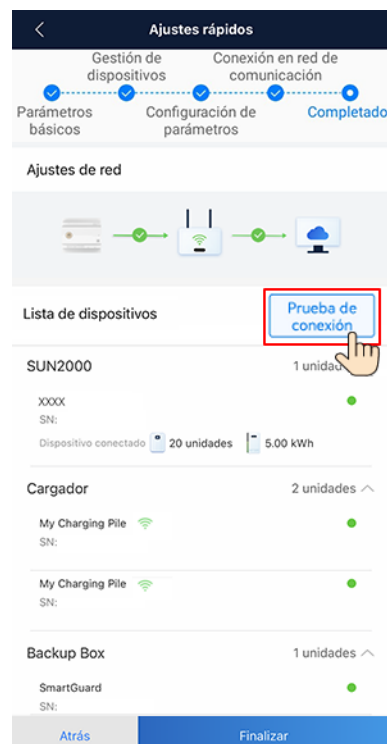 Ajustes rápidos
Gestión de
dispositivos
Conexión en red de
comunicación
Parámetros
básicos
Configuración de
parámetros
Completado
Ajustes de red
Lista de dispositivos
Prueba de
conexión
SUN2000
XXXX
SN:
Dispositivo conectado 20 unidades 5.00 kWh
Cargador 2 unidades
My Charging Pile
SN:
My Charging Pile
SN:
Backup Box 1 unidades
SmartGuard
SN:
Atrás Finalizar